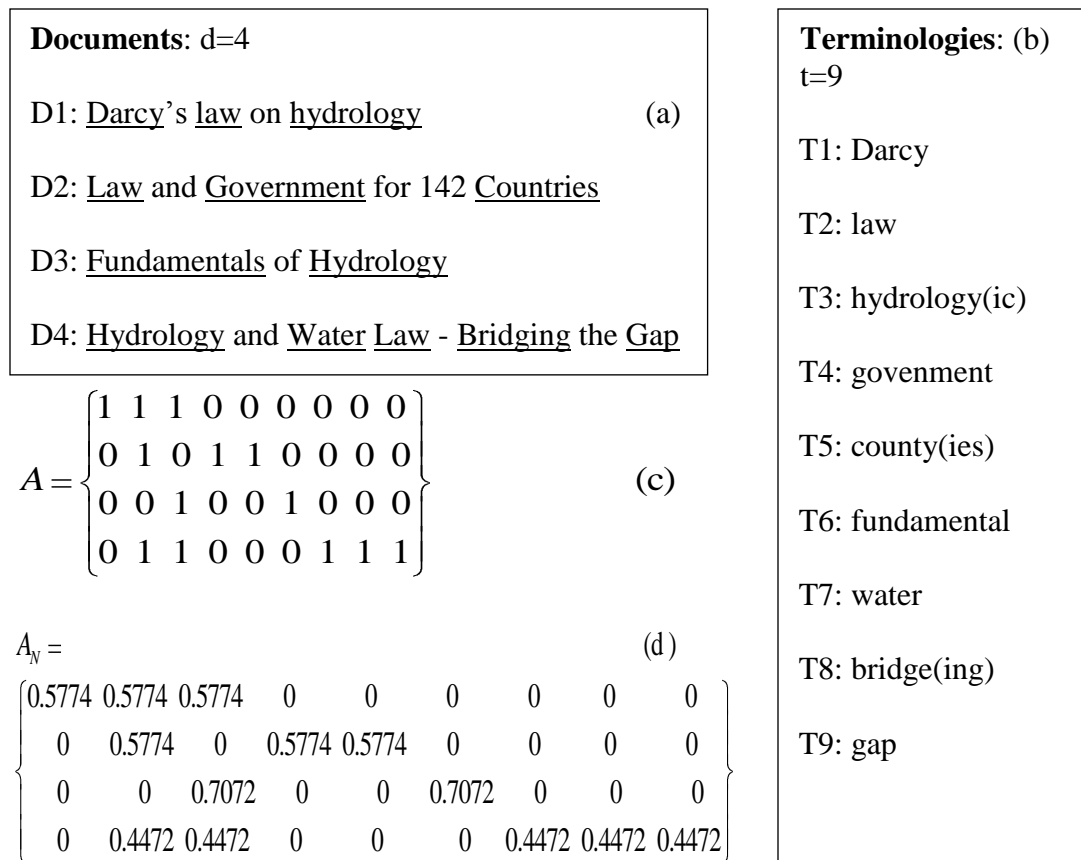 Documents: d=4
D1: Darcy's law on hydrology (a)
D2: Law and Government for 142 Countries
D3: Fundamentals of Hydrology
D4: Hydrology and Water Law - Bridging the Gap
A =
1 1 1 0 0 0 0 0 0
0 1 0 1 1 0 0 0 0
0 0 1 0 0 1 0 0 0
0 1 1 0 0 0 1 1 1
(c)
A_N = (d)
0.5774 0.5774 0.5774 0 0 0 0 0 0
0 0.5774 0 0.5774 0.5774 0 0 0 0
0 0 0.7072 0 0 0.7072 0 0 0
0 0.4472 0.4472 0 0 0 0.4472 0.4472 0.4472
Terminologies: (b)
t=9
T1: Darcy
T2: law
T3: hydrology(ic)
T4: govenment
T5: county(ies)
T6: fundamental
T7: water
T8: bridge(ing)
T9: gap